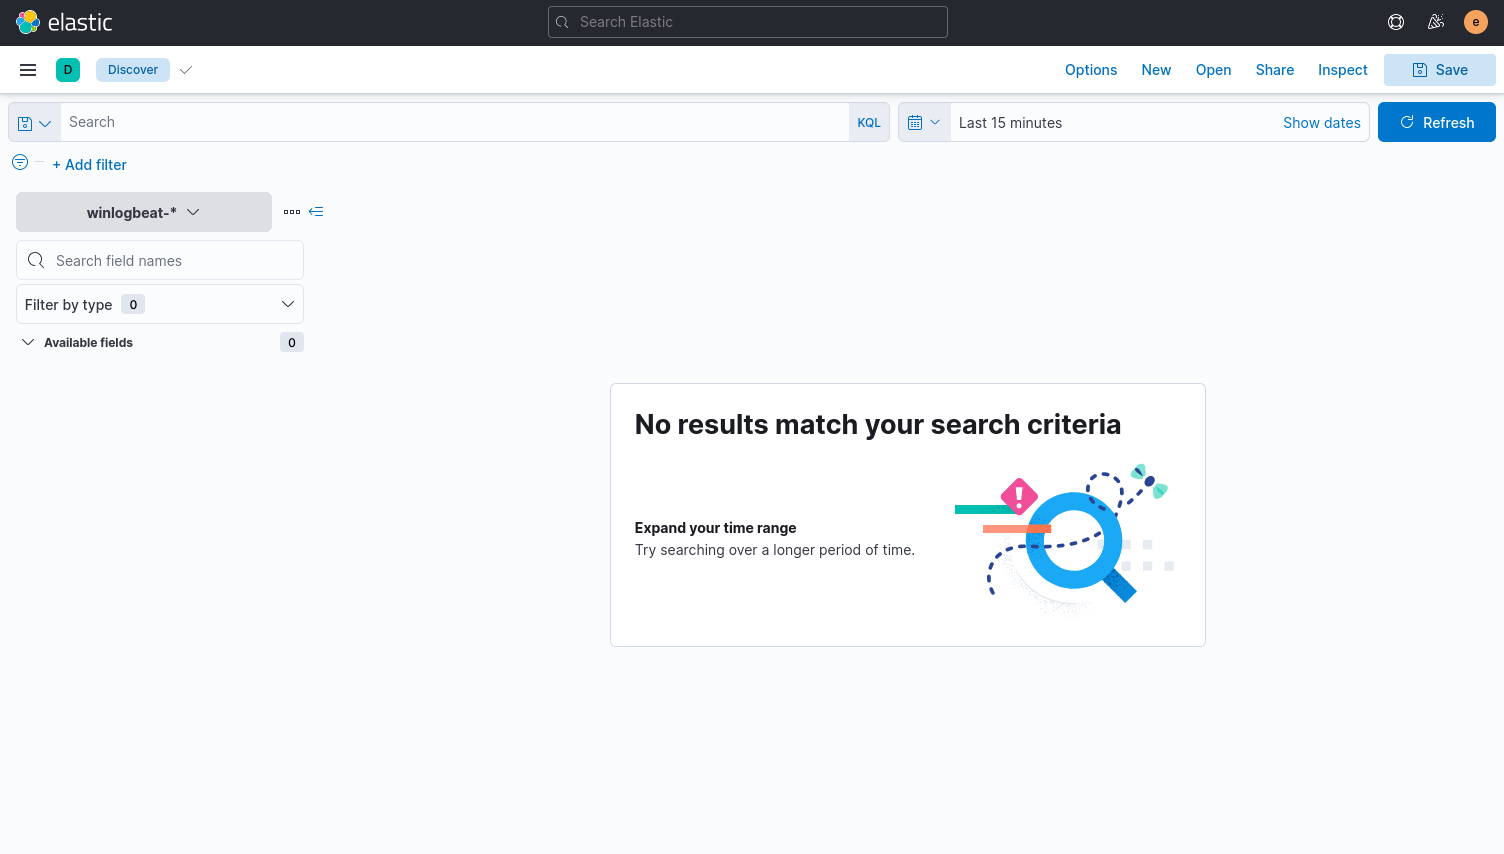 elastic
Search Elastic
e
D
Discover
Options
New
Open
Share
Inspect
Save
Search
KQL
Last 15 minutes
Show dates
Refresh
+ Add filter
winlogbeat-*
Search field names
Filter by type 0
Available fields 0
No results match your search criteria
Expand your time range
Try searching over a longer period of time.